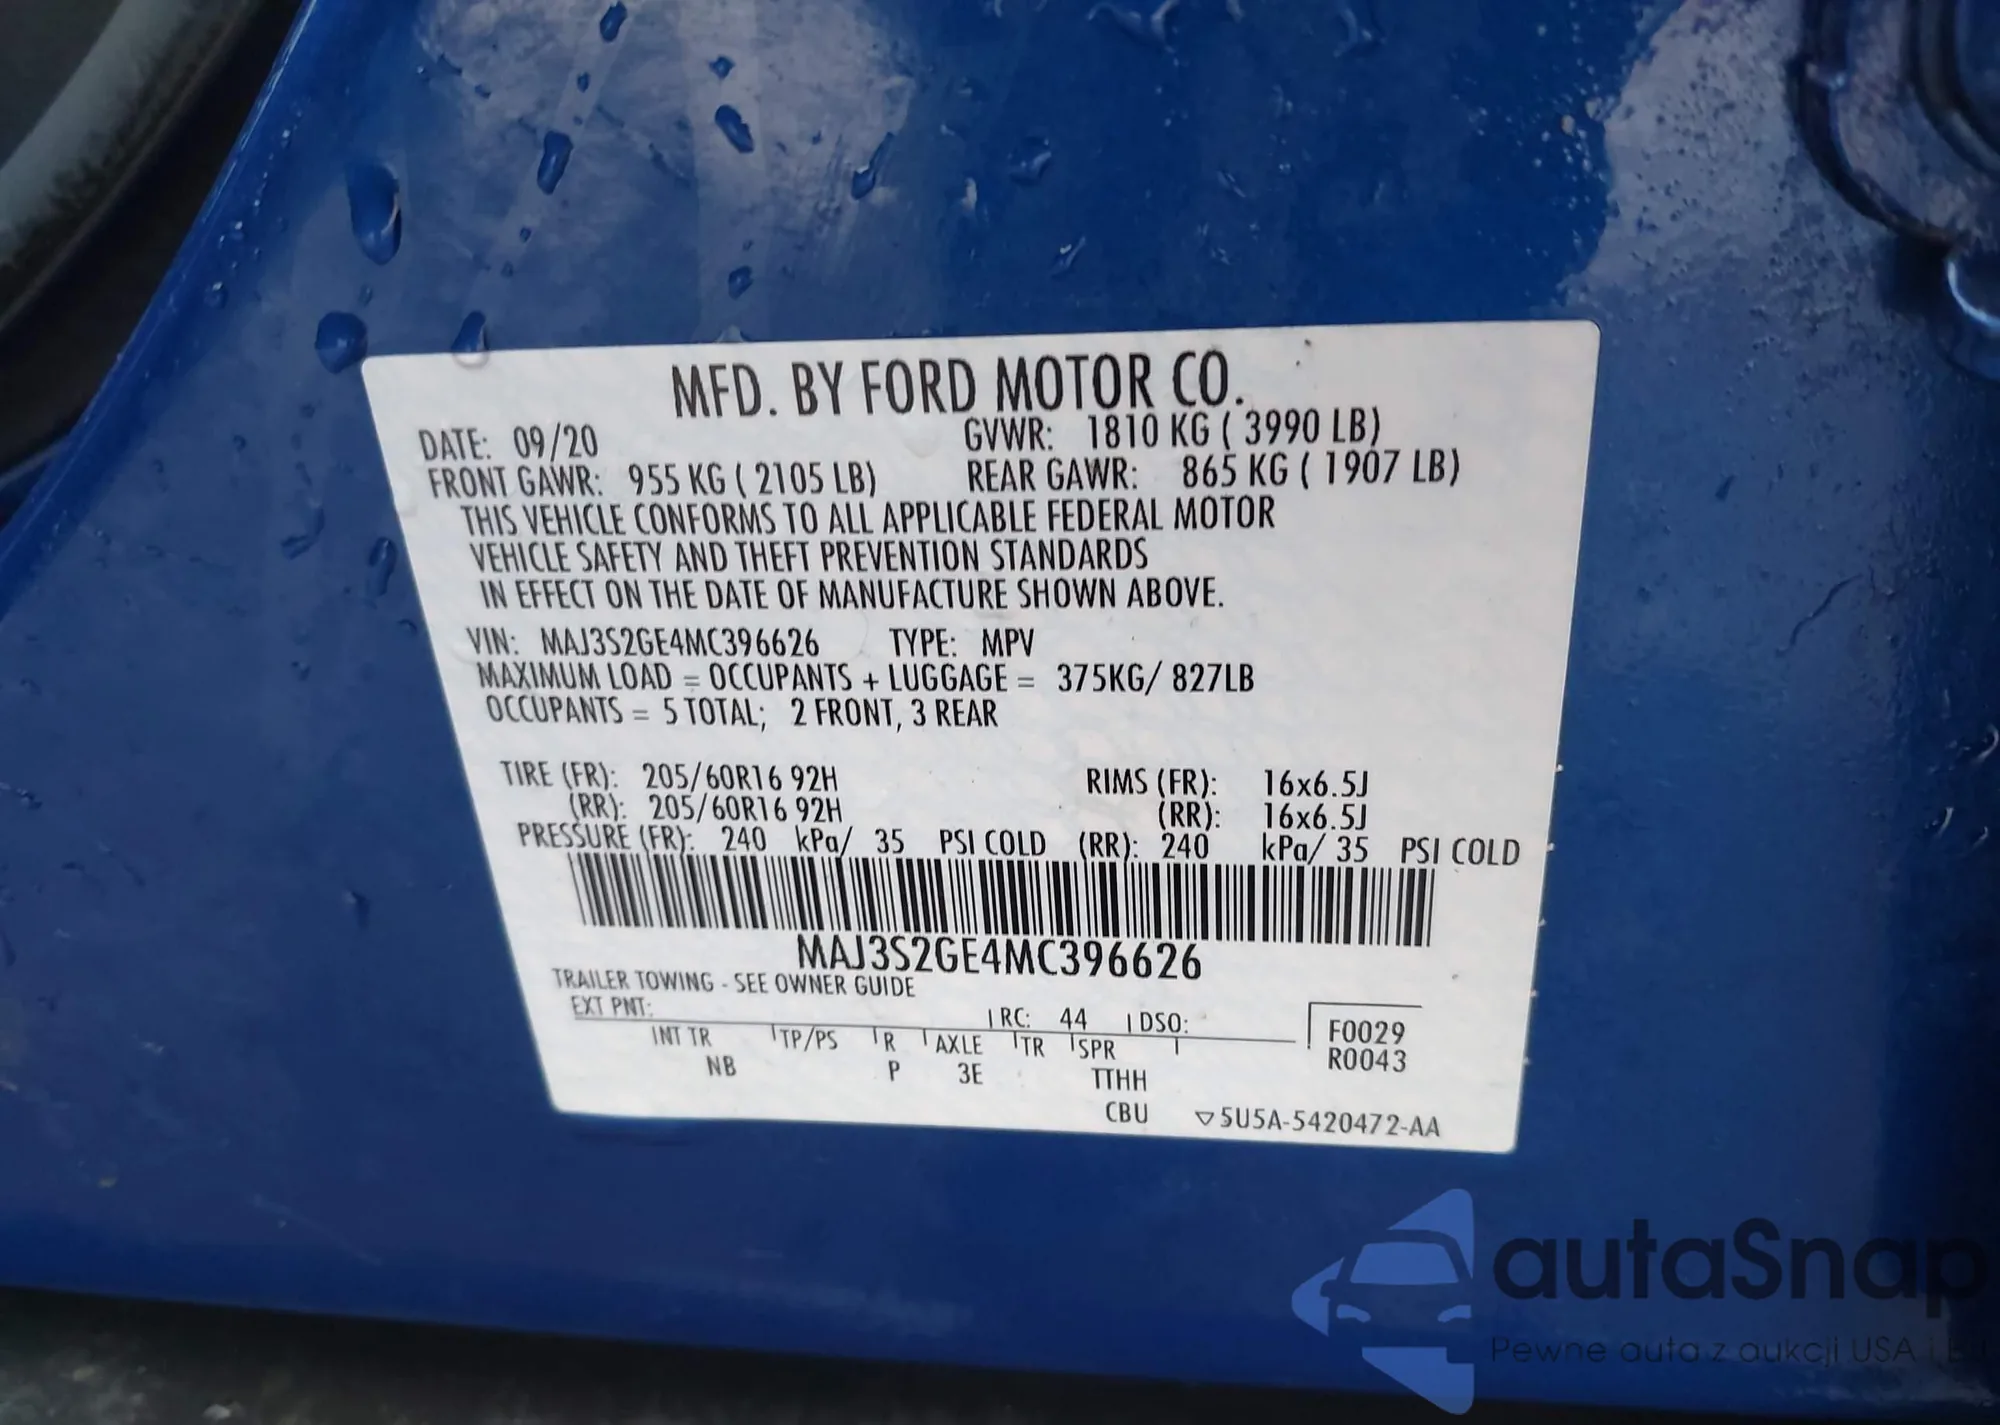 MFD. BY FORD MOTOR CO.
DATE: 09/20 GVWR: 1810 KG ( 3990 LB)
FRONT GAWR: 955 KG ( 2105 LB) REAR GAWR: 865 KG ( 1907 LB)
THIS VEHICLE CONFORMS TO ALL APPLICABLE FEDERAL MOTOR
VEHICLE SAFETY AND THEFT PREVENTION STANDARDS
IN EFFECT ON THE DATE OF MANUFACTURE SHOWN ABOVE.
VIN: MAJ3S2GE4MC396626 TYPE: MPV
MAXIMUM LOAD = OCCUPANTS + LUGGAGE = 375KG/ 827LB
OCCUPANTS = 5 TOTAL; 2 FRONT, 3 REAR
TIRE (FR): 205/60R16 92H RIMS (FR): 16x6.5J
(RR): 205/60R16 92H (RR): 16x6.5J
PRESSURE (FR): 240 kPa/ 35 PSI COLD (RR): 240 kPa/ 35 PSI COLD
MAJ3S2GE4MC396626
TRAILER TOWING - SEE OWNER GUIDE
EXT PNT: RC: 44 DSO: F0029
INT TR TP/PS R AXLE TR SPR R0043
NB P 3E TTHH
CBU ▽5U5A-5420472-AA
autaSnap
Pewne auta z aukcji USA i